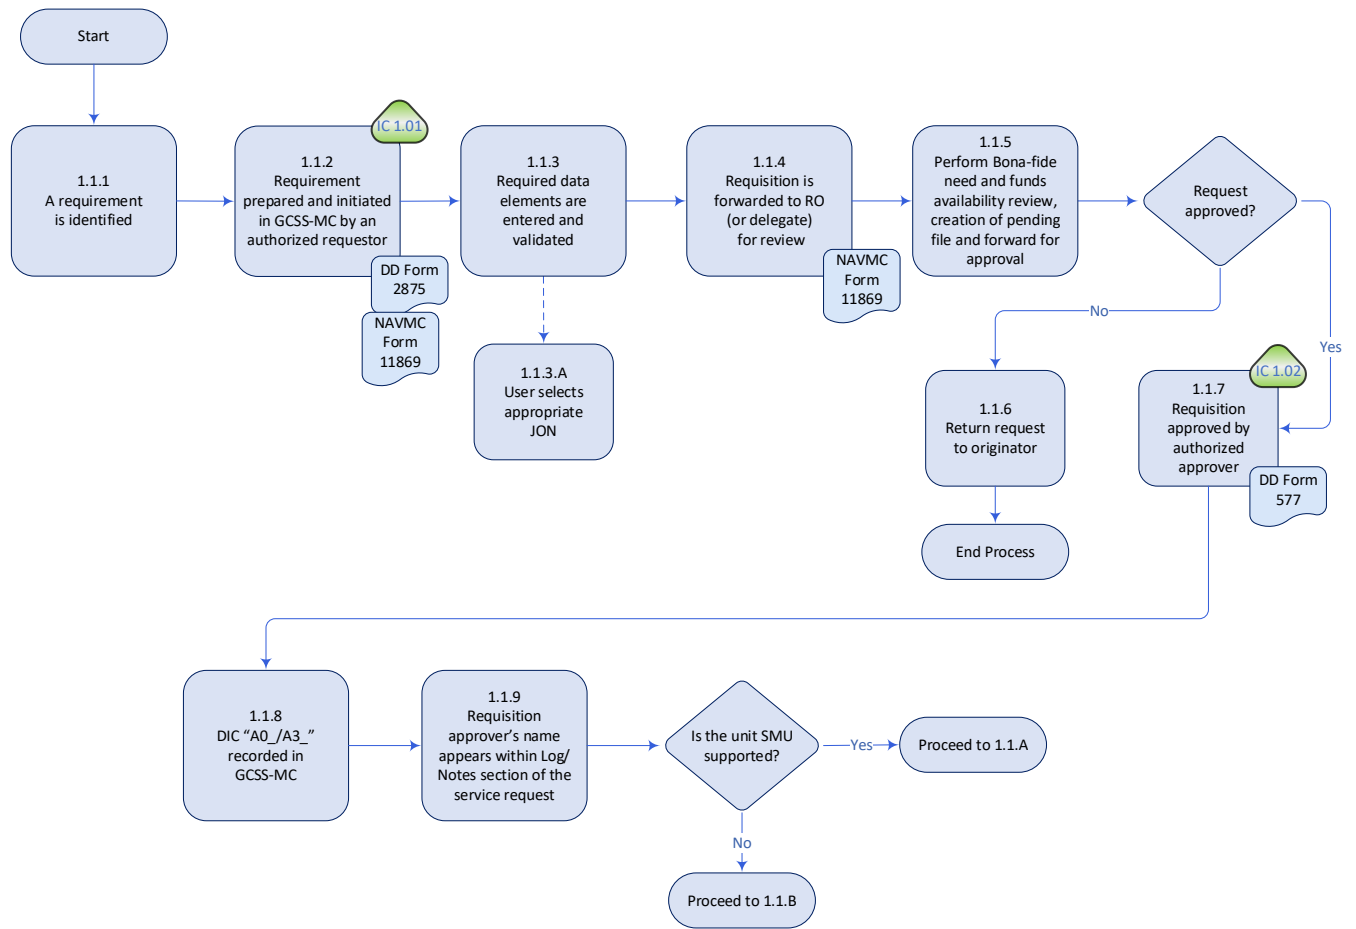 Start
1.1.1
A requirement
is identified
IC 1.01
1.1.2
Requirement
prepared and initiated
in GCSS-MC by an
authorized requestor
DD Form
2875
NAVMC
Form
11869
1.1.3
Required data
elements are
entered and
validated
1.1.3.A
User selects
appropriate
JON
1.1.4
Requisition is
forwarded to RO
(or delegate)
for review
NAVMC
Form
11869
1.1.5
Perform Bona-fide
need and funds
availability review,
creation of pending
file and forward for
approval
Request
approved?
No
Yes
1.1.6
Return request
to originator
End Process
IC 1.02
1.1.7
Requisition
approved by
authorized
approver
DD Form
577
1.1.8
DIC “A0_/A3_”
recorded in
GCSS-MC
1.1.9
Requisition
approver’s name
appears within Log/
Notes section of the
service request
Is the unit SMU
supported?
Yes
Proceed to 1.1.A
No
Proceed to 1.1.B